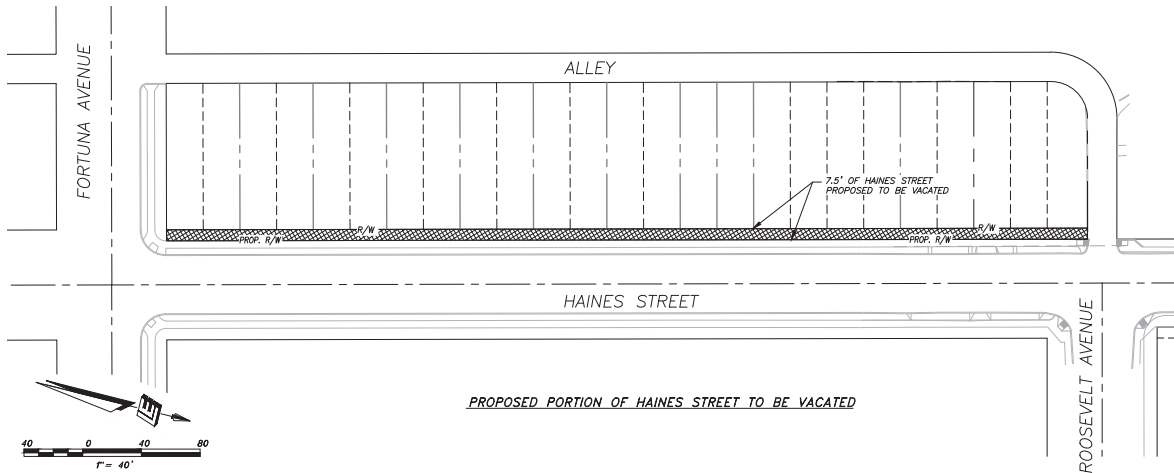 ALLEY
FORTUNA AVENUE
7.5' OF HAINES STREET
PROPOSED TO BE VACATED
R/W
R/W
PROP. R/W
PROP. R/W
HAINES STREET
ROOSEVELT AVENUE
PROPOSED PORTION OF HAINES STREET TO BE VACATED
40 0 40 80
1"= 40'